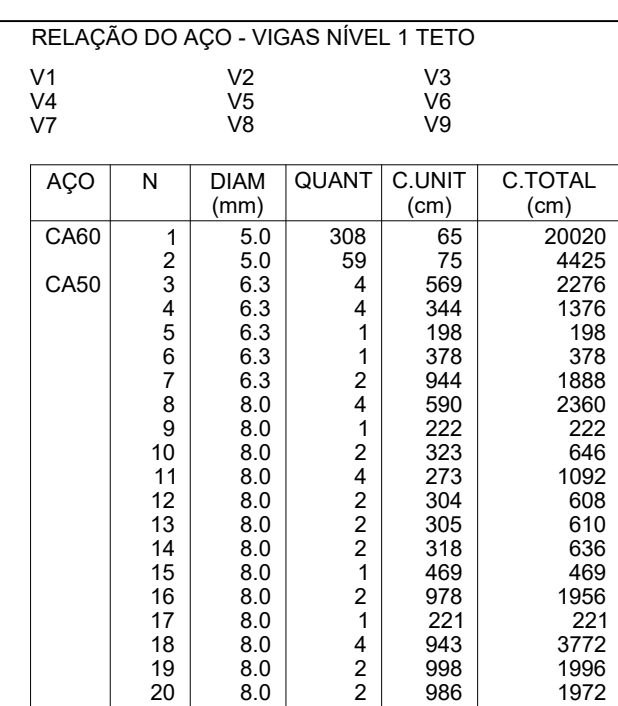 RELAÇÃO DO AÇO - VIGAS NÍVEL 1 TETO
V1 V2 V3
V4 V5 V6
V7 V8 V9
AÇO N DIAM QUANT C.UNIT C.TOTAL
(mm) (cm) (cm)
CA60 1 5.0 308 65 20020
2 5.0 59 75 4425
CA50 3 6.3 4 569 2276
4 6.3 4 344 1376
5 6.3 1 198 198
6 6.3 1 378 378
7 6.3 2 944 1888
8 8.0 4 590 2360
9 8.0 1 222 222
10 8.0 2 323 646
11 8.0 4 273 1092
12 8.0 2 304 608
13 8.0 2 305 610
14 8.0 2 318 636
15 8.0 1 469 469
16 8.0 2 978 1956
17 8.0 1 221 221
18 8.0 4 943 3772
19 8.0 2 998 1996
20 8.0 2 986 1972